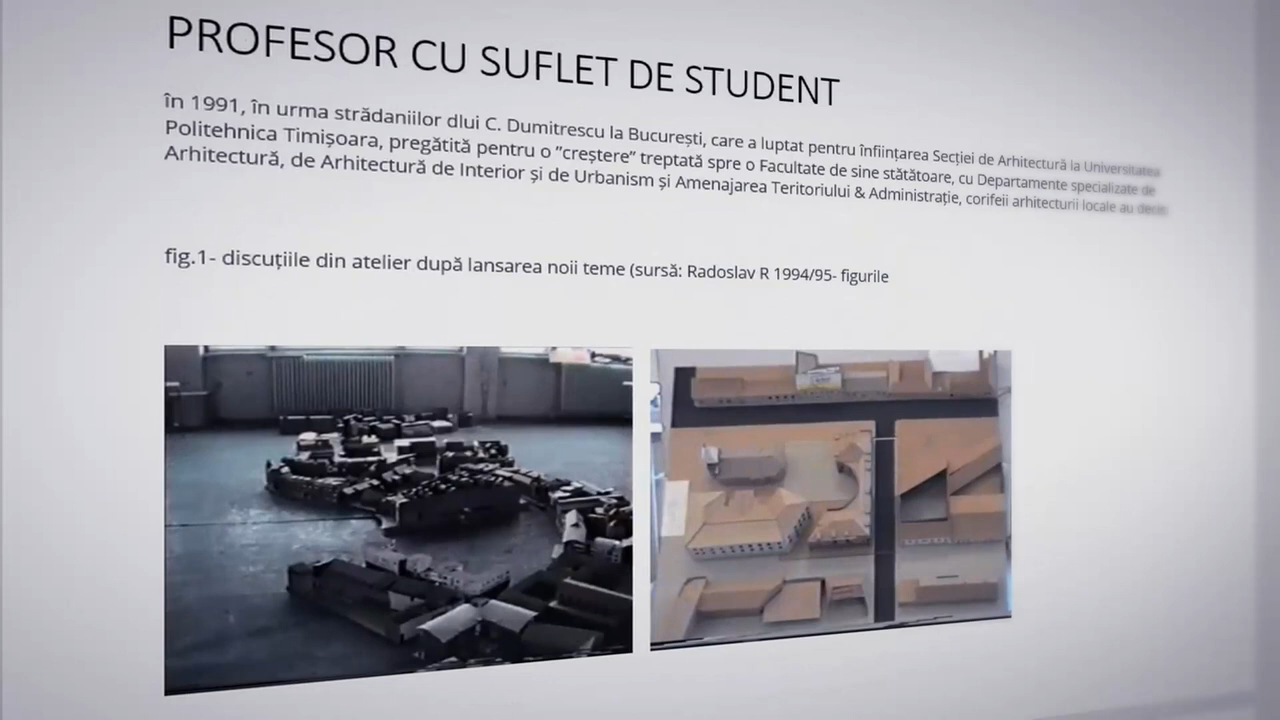 PROFESOR CU SUFLET DE STUDENT
în 1991, în urma strădaniilor dlui C. Dumitrescu la București, care a luptat pentru înființarea Secției de Arhitectură la Universitatea
Politehnica Timișoara, pregătită pentru o ”creștere” treptată spre o Facultate de sine stătătoare, cu Departamente specializate de
Arhitectură, de Arhitectură de Interior și de Urbanism și Amenajarea Teritoriului & Administrație, corifeii arhitecturii locale au decis
fig.1- discuțiile din atelier după lansarea noii teme (sursă: Radoslav R 1994/95- figurile